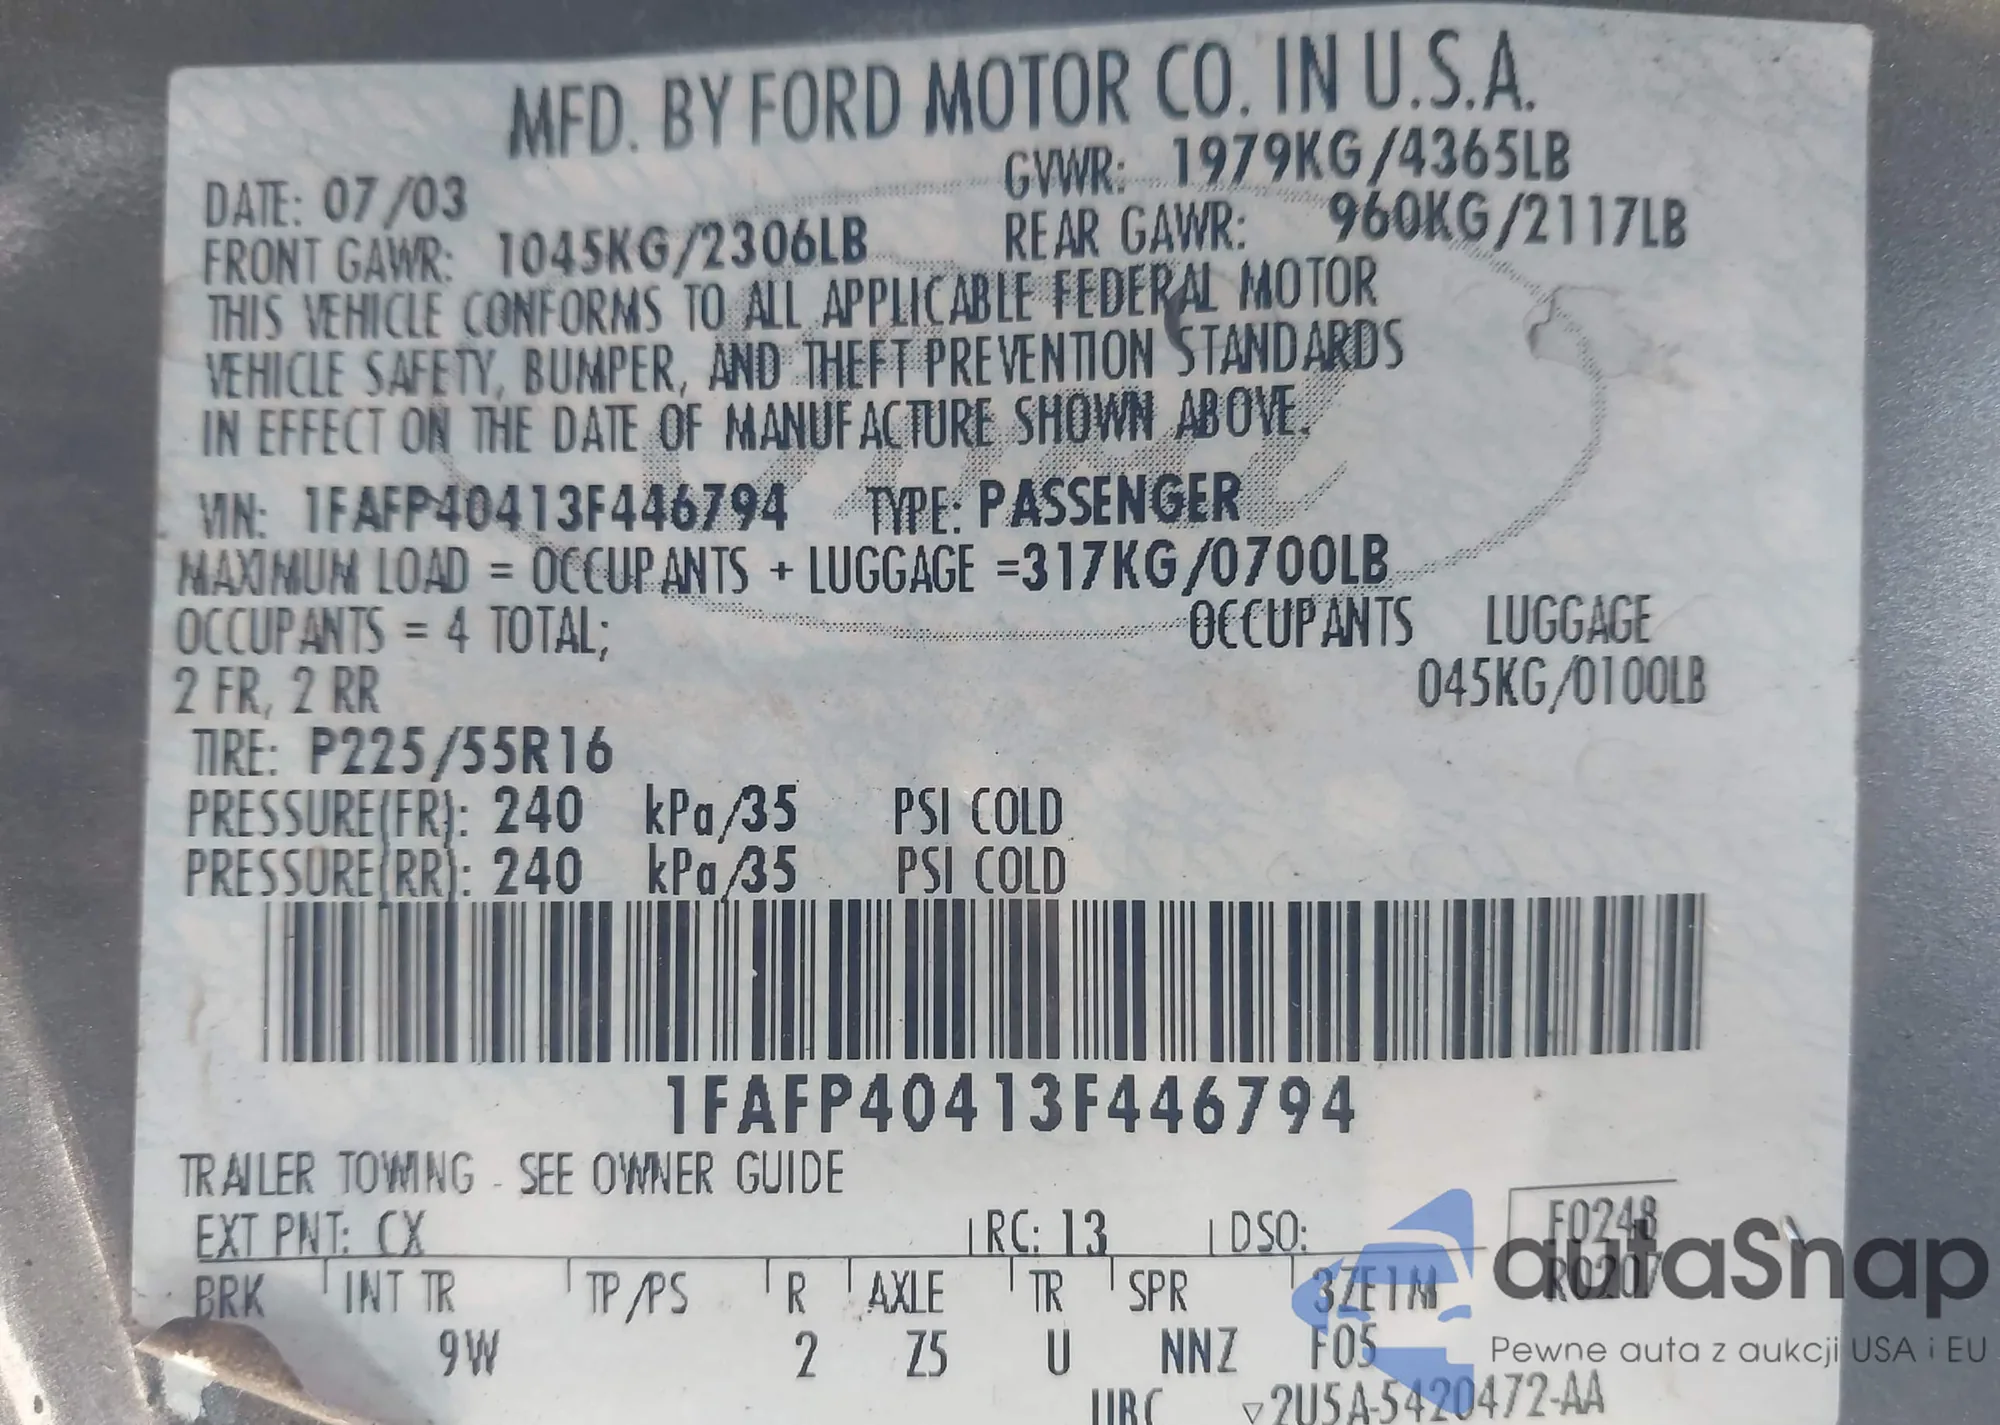 MFD. BY FORD MOTOR CO. IN U.S.A.
DATE: 07/03 GVWR: 1979KG/4365LB
FRONT GAWR: 1045KG/2306LB REAR GAWR: 960KG/2117LB
THIS VEHICLE CONFORMS TO ALL APPLICABLE FEDERAL MOTOR
VEHICLE SAFETY, BUMPER, AND THEFT PREVENTION STANDARDS
IN EFFECT ON THE DATE OF MANUFACTURE SHOWN ABOVE.
VIN: 1FAFP40413F446794 TYPE: PASSENGER
MAXIMUM LOAD = OCCUPANTS + LUGGAGE =317KG/0700LB
OCCUPANTS = 4 TOTAL; OCCUPANTS LUGGAGE
2 FR, 2 RR 045KG/0100LB
TIRE: P225/55R16
PRESSURE(FR): 240 kPa/35 PSI COLD
PRESSURE(RR): 240 kPa/35 PSI COLD
1FAFP40413F446794
TRAILER TOWING - SEE OWNER GUIDE
EXT PNT: CX RC: 13 DSO: F0248
R0207
BRK INT TR TP/PS R AXLE TR SPR 3ZE1M
9W 2 Z5 U NNZ F05
UBC ▽2U5A-5420472-AA
autaSnap
Pewne auta z aukcji USA i EU